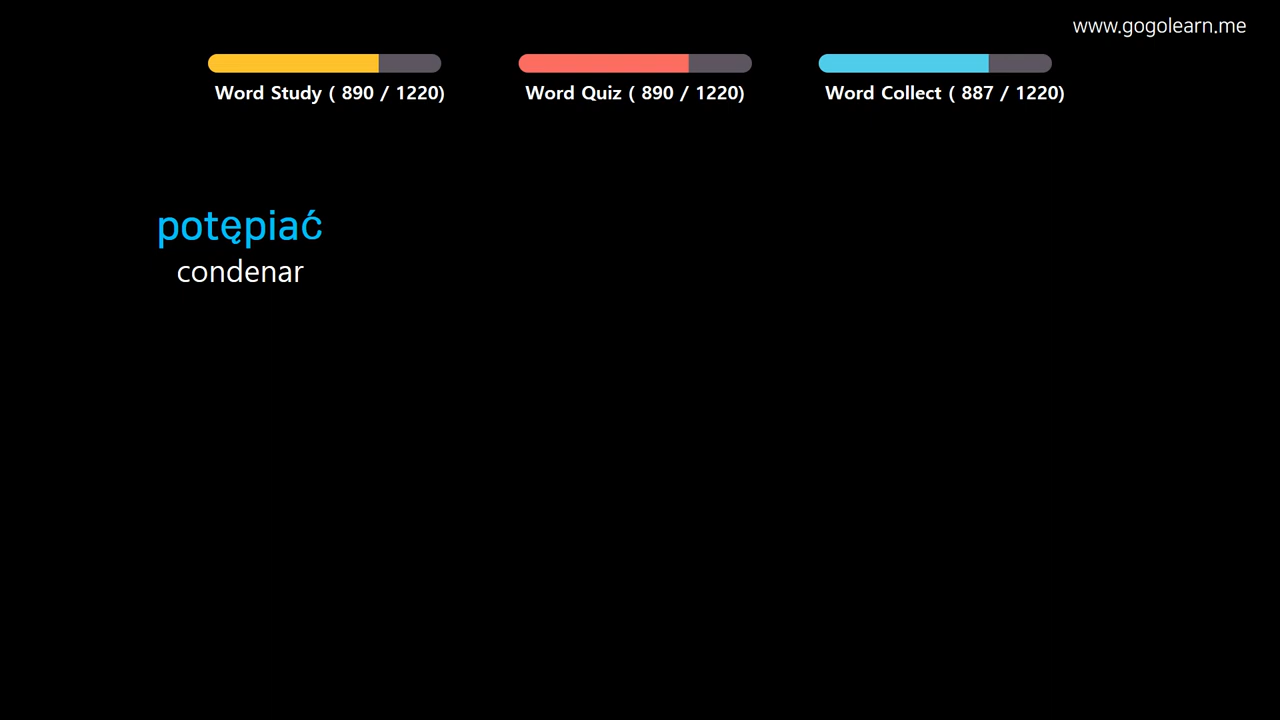 www.gogolearn.me
Word Study ( 890 / 1220)
Word Quiz ( 890 / 1220)
Word Collect ( 887 / 1220)
potępiać
condenar